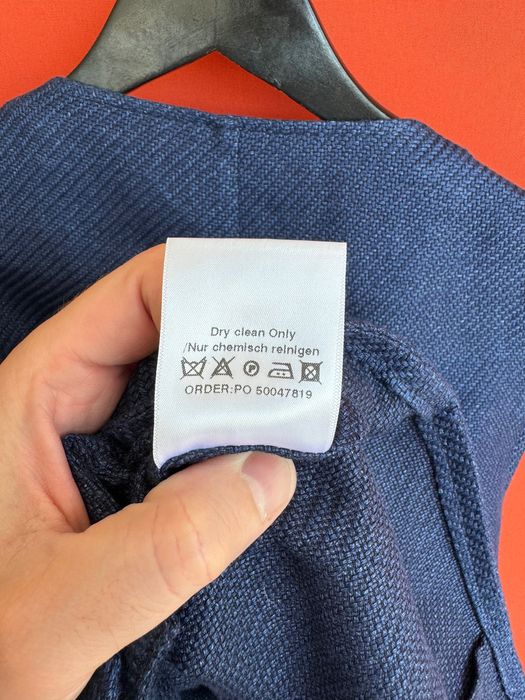 Dry clean Only
/Nur chemisch reinigen
P
ORDER:PO 50047819